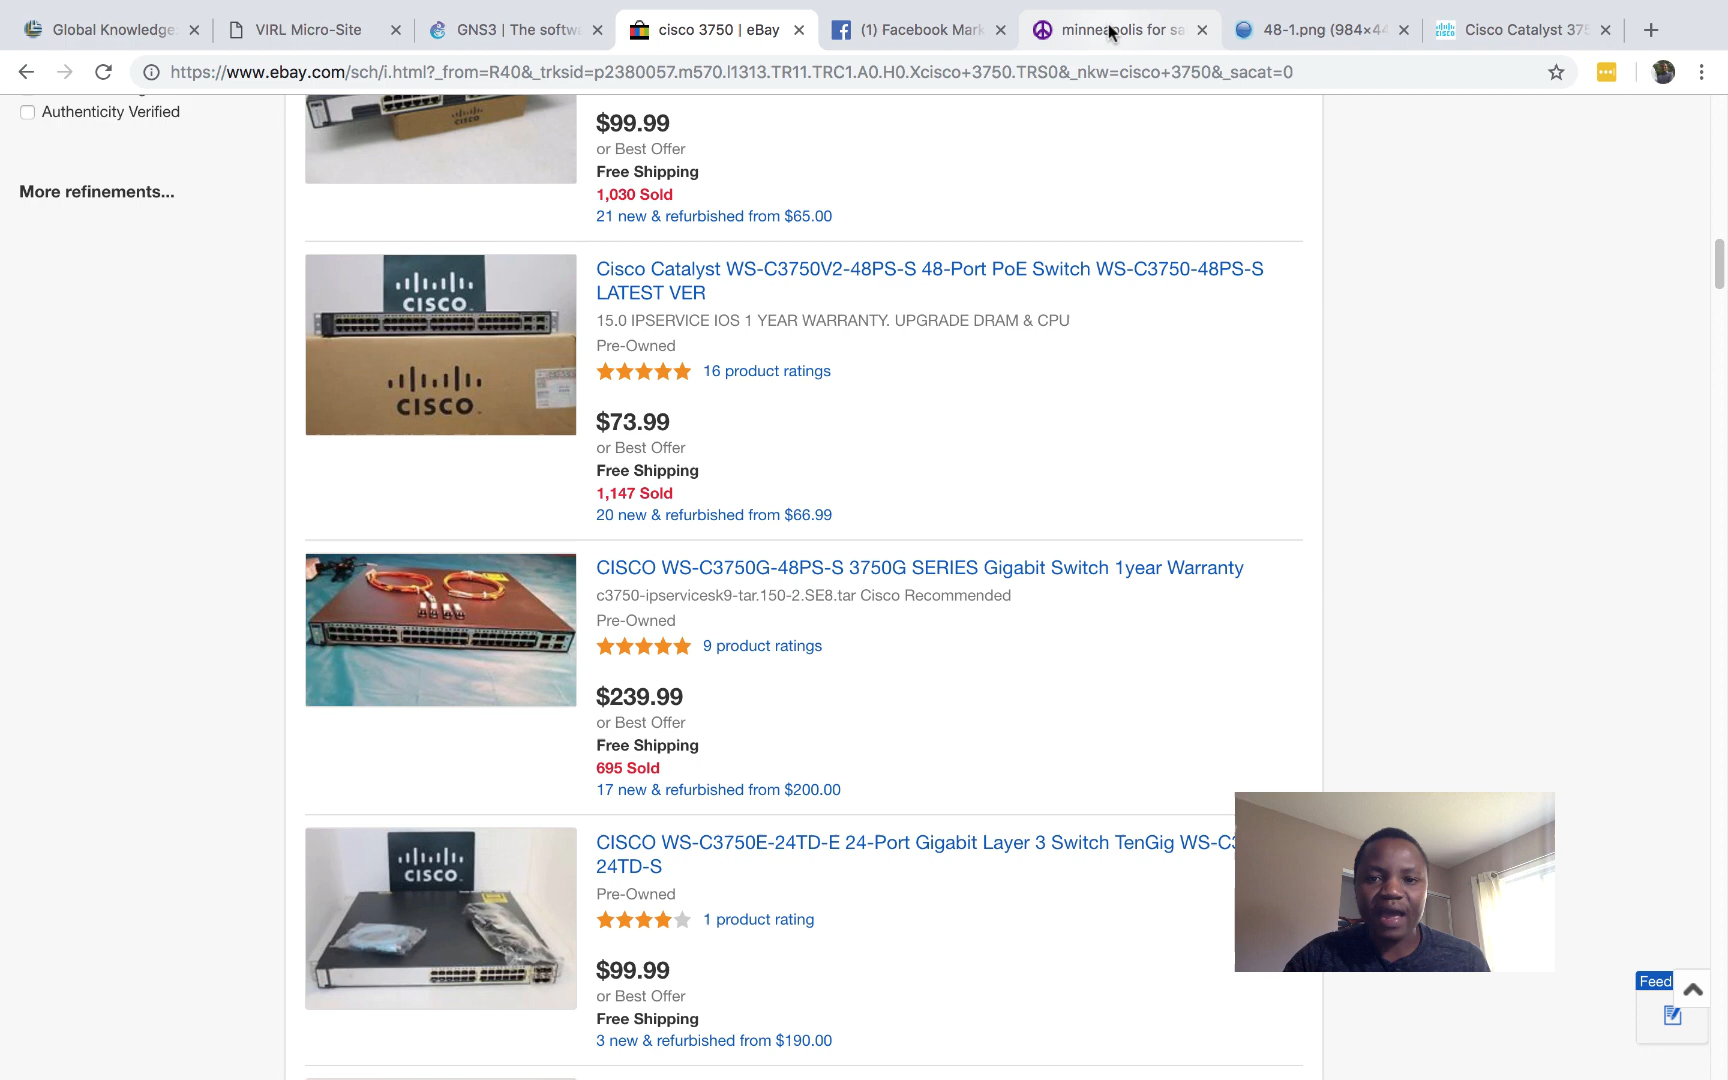 Global Knowledge
VIRL Micro-Site
GNS3 | The softw
cisco 3750 | eBay
(1) Facebook Mark
minneapolis for sa
48-1.png (984×44
Cisco Catalyst 375
https://www.ebay.com/sch/i.html?_from=R40&_trksid=p2380057.m570.l1313.TR11.TRC1.A0.H0.Xcisco+3750.TRS0&_nkw=cisco+3750&_sacat=0
Authenticity Verified
More refinements...
CISCO
$99.99
or Best Offer
Free Shipping
1,030 Sold
21 new & refurbished from $65.00
CISCO
CISCO
Cisco Catalyst WS-C3750V2-48PS-S 48-Port PoE Switch WS-C3750-48PS-S
LATEST VER
15.0 IPSERVICE IOS 1 YEAR WARRANTY. UPGRADE DRAM & CPU
Pre-Owned
16 product ratings
$73.99
or Best Offer
Free Shipping
1,147 Sold
20 new & refurbished from $66.99
CISCO WS-C3750G-48PS-S 3750G SERIES Gigabit Switch 1year Warranty
c3750-ipservicesk9-tar.150-2.SE8.tar Cisco Recommended
Pre-Owned
9 product ratings
$239.99
or Best Offer
Free Shipping
695 Sold
17 new & refurbished from $200.00
CISCO
CISCO WS-C3750E-24TD-E 24-Port Gigabit Layer 3 Switch TenGig WS-C3
24TD-S
Pre-Owned
1 product rating
$99.99
or Best Offer
Free Shipping
3 new & refurbished from $190.00
Feed